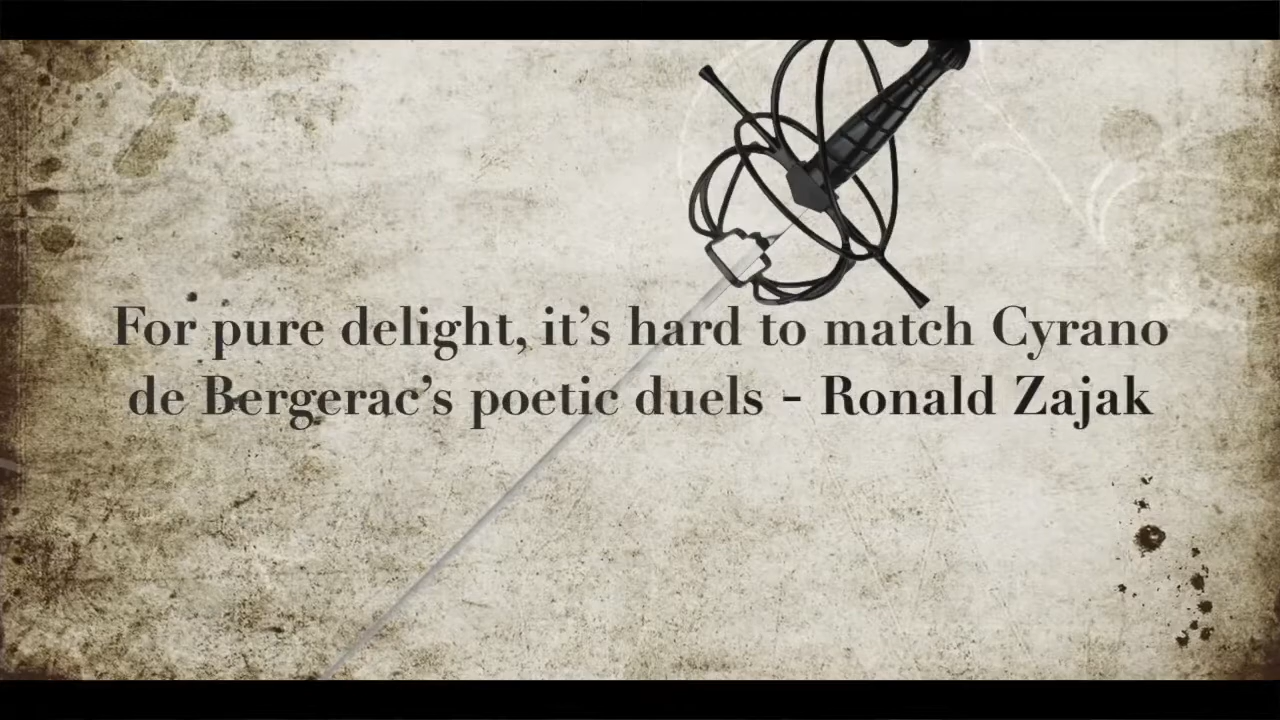 For pure delight, it’s hard to match Cyrano
de Bergerac’s poetic duels - Ronald Zajak